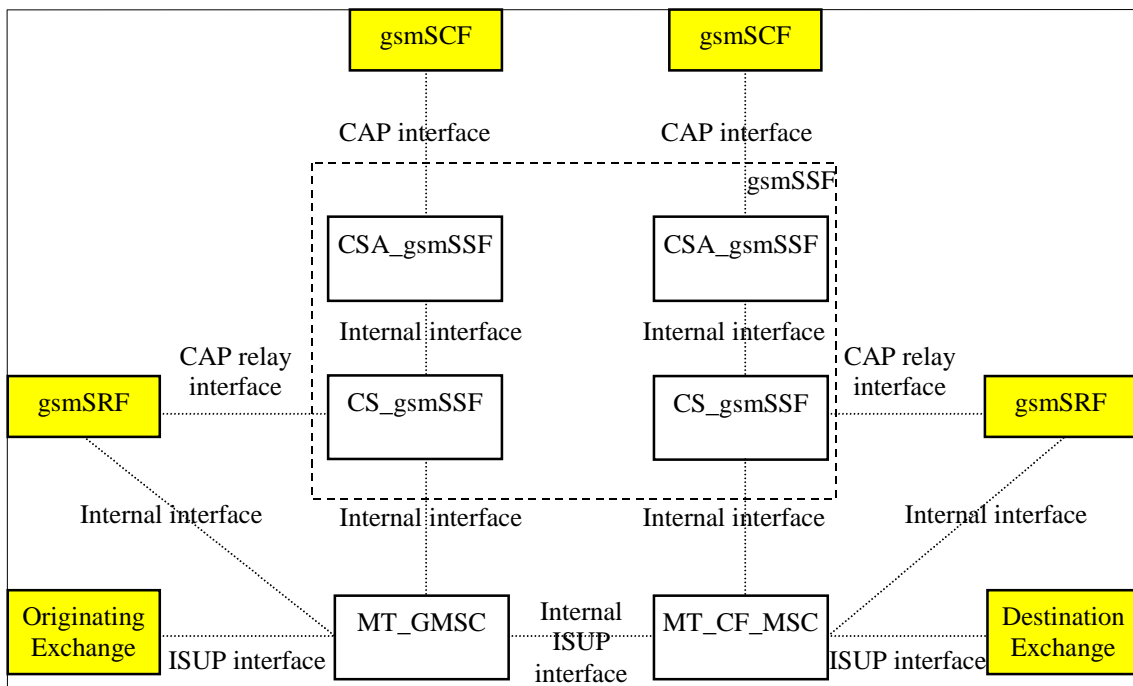 gsmSCF
gsmSCF
CAP interface
CAP interface
gsmSSF
CSA_gsmSSF
CSA_gsmSSF
Internal interface
Internal interface
CAP relay
interface
CAP relay
interface
gsmSRF
CS_gsmSSF
CS_gsmSSF
gsmSRF
Internal interface
Internal interface
Internal interface
Internal interface
Originating
Exchange
MT_GMSC
Internal
ISUP
interface
MT_CF_MSC
Destination
Exchange
ISUP interface
ISUP interface